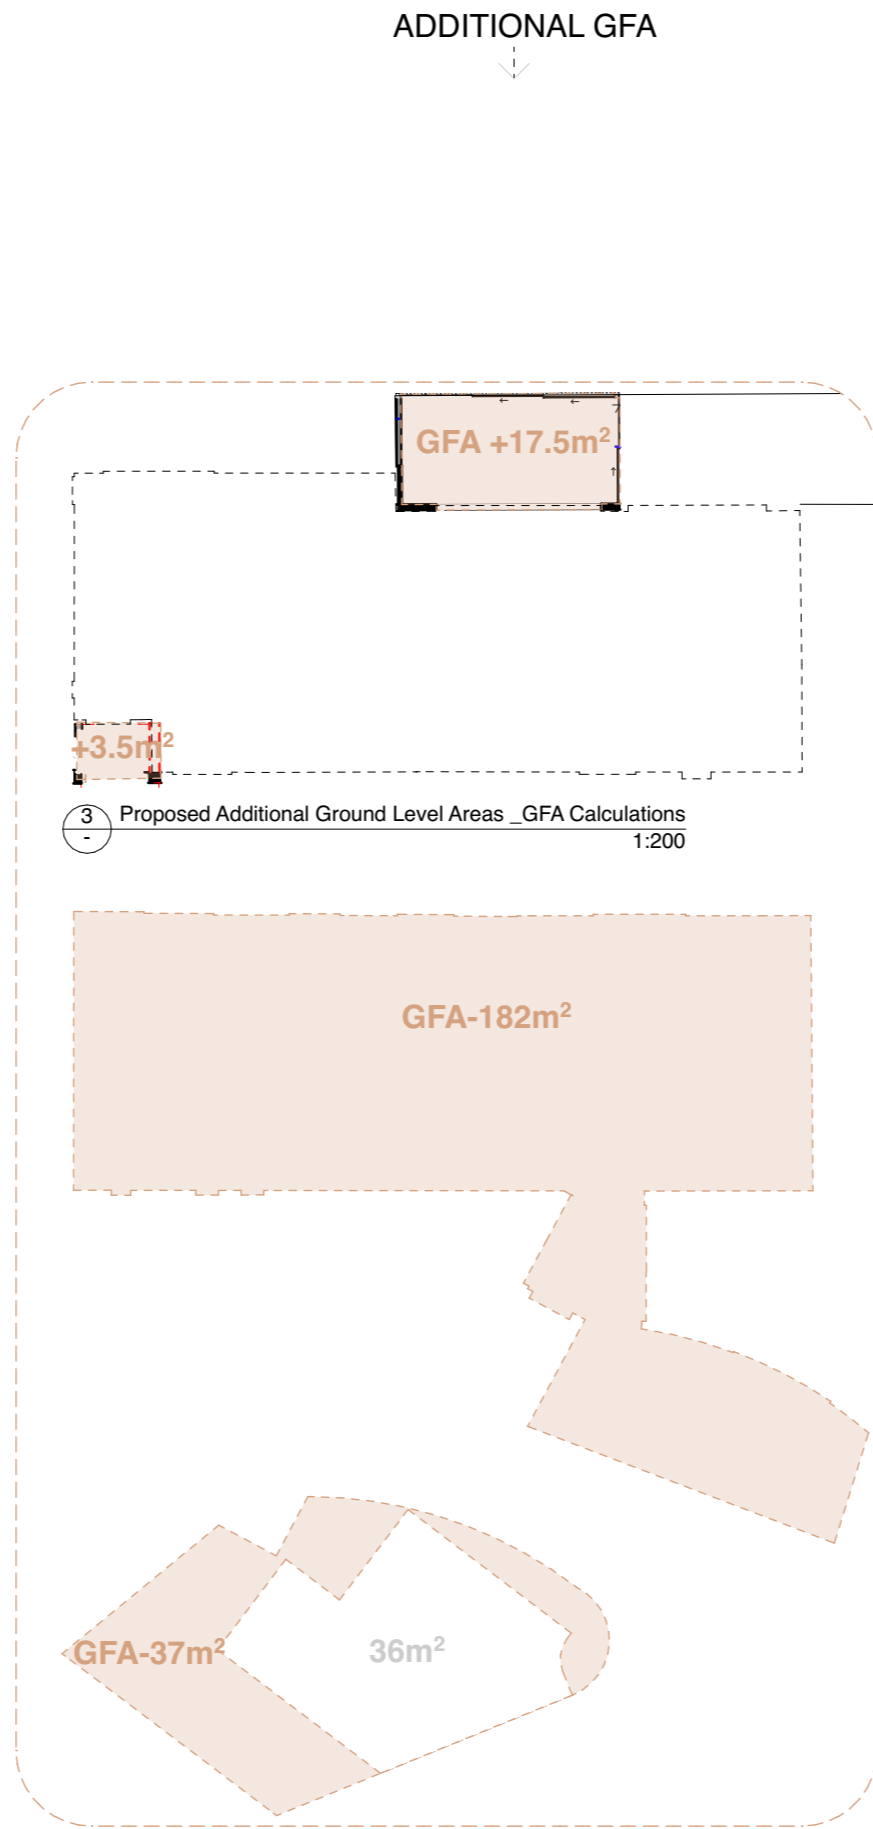 ADDITIONAL GFA
GFA +17.5m²
+3.5m²
3
-
Proposed Additional Ground Level Areas _GFA Calculations
1:200
GFA-182m²
GFA-37m²
36m²